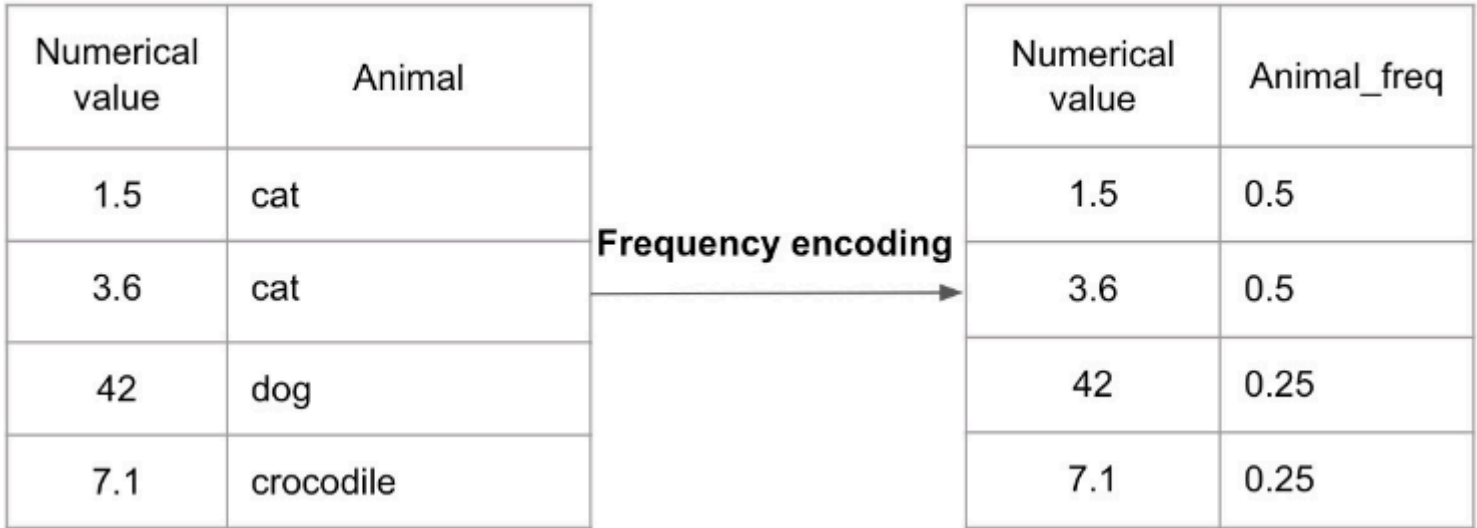 Numerical
value
Animal
1.5
cat
3.6
cat
42
dog
7.1
crocodile
Frequency encoding
Numerical
value
Animal_freq
1.5
0.5
3.6
0.5
42
0.25
7.1
0.25